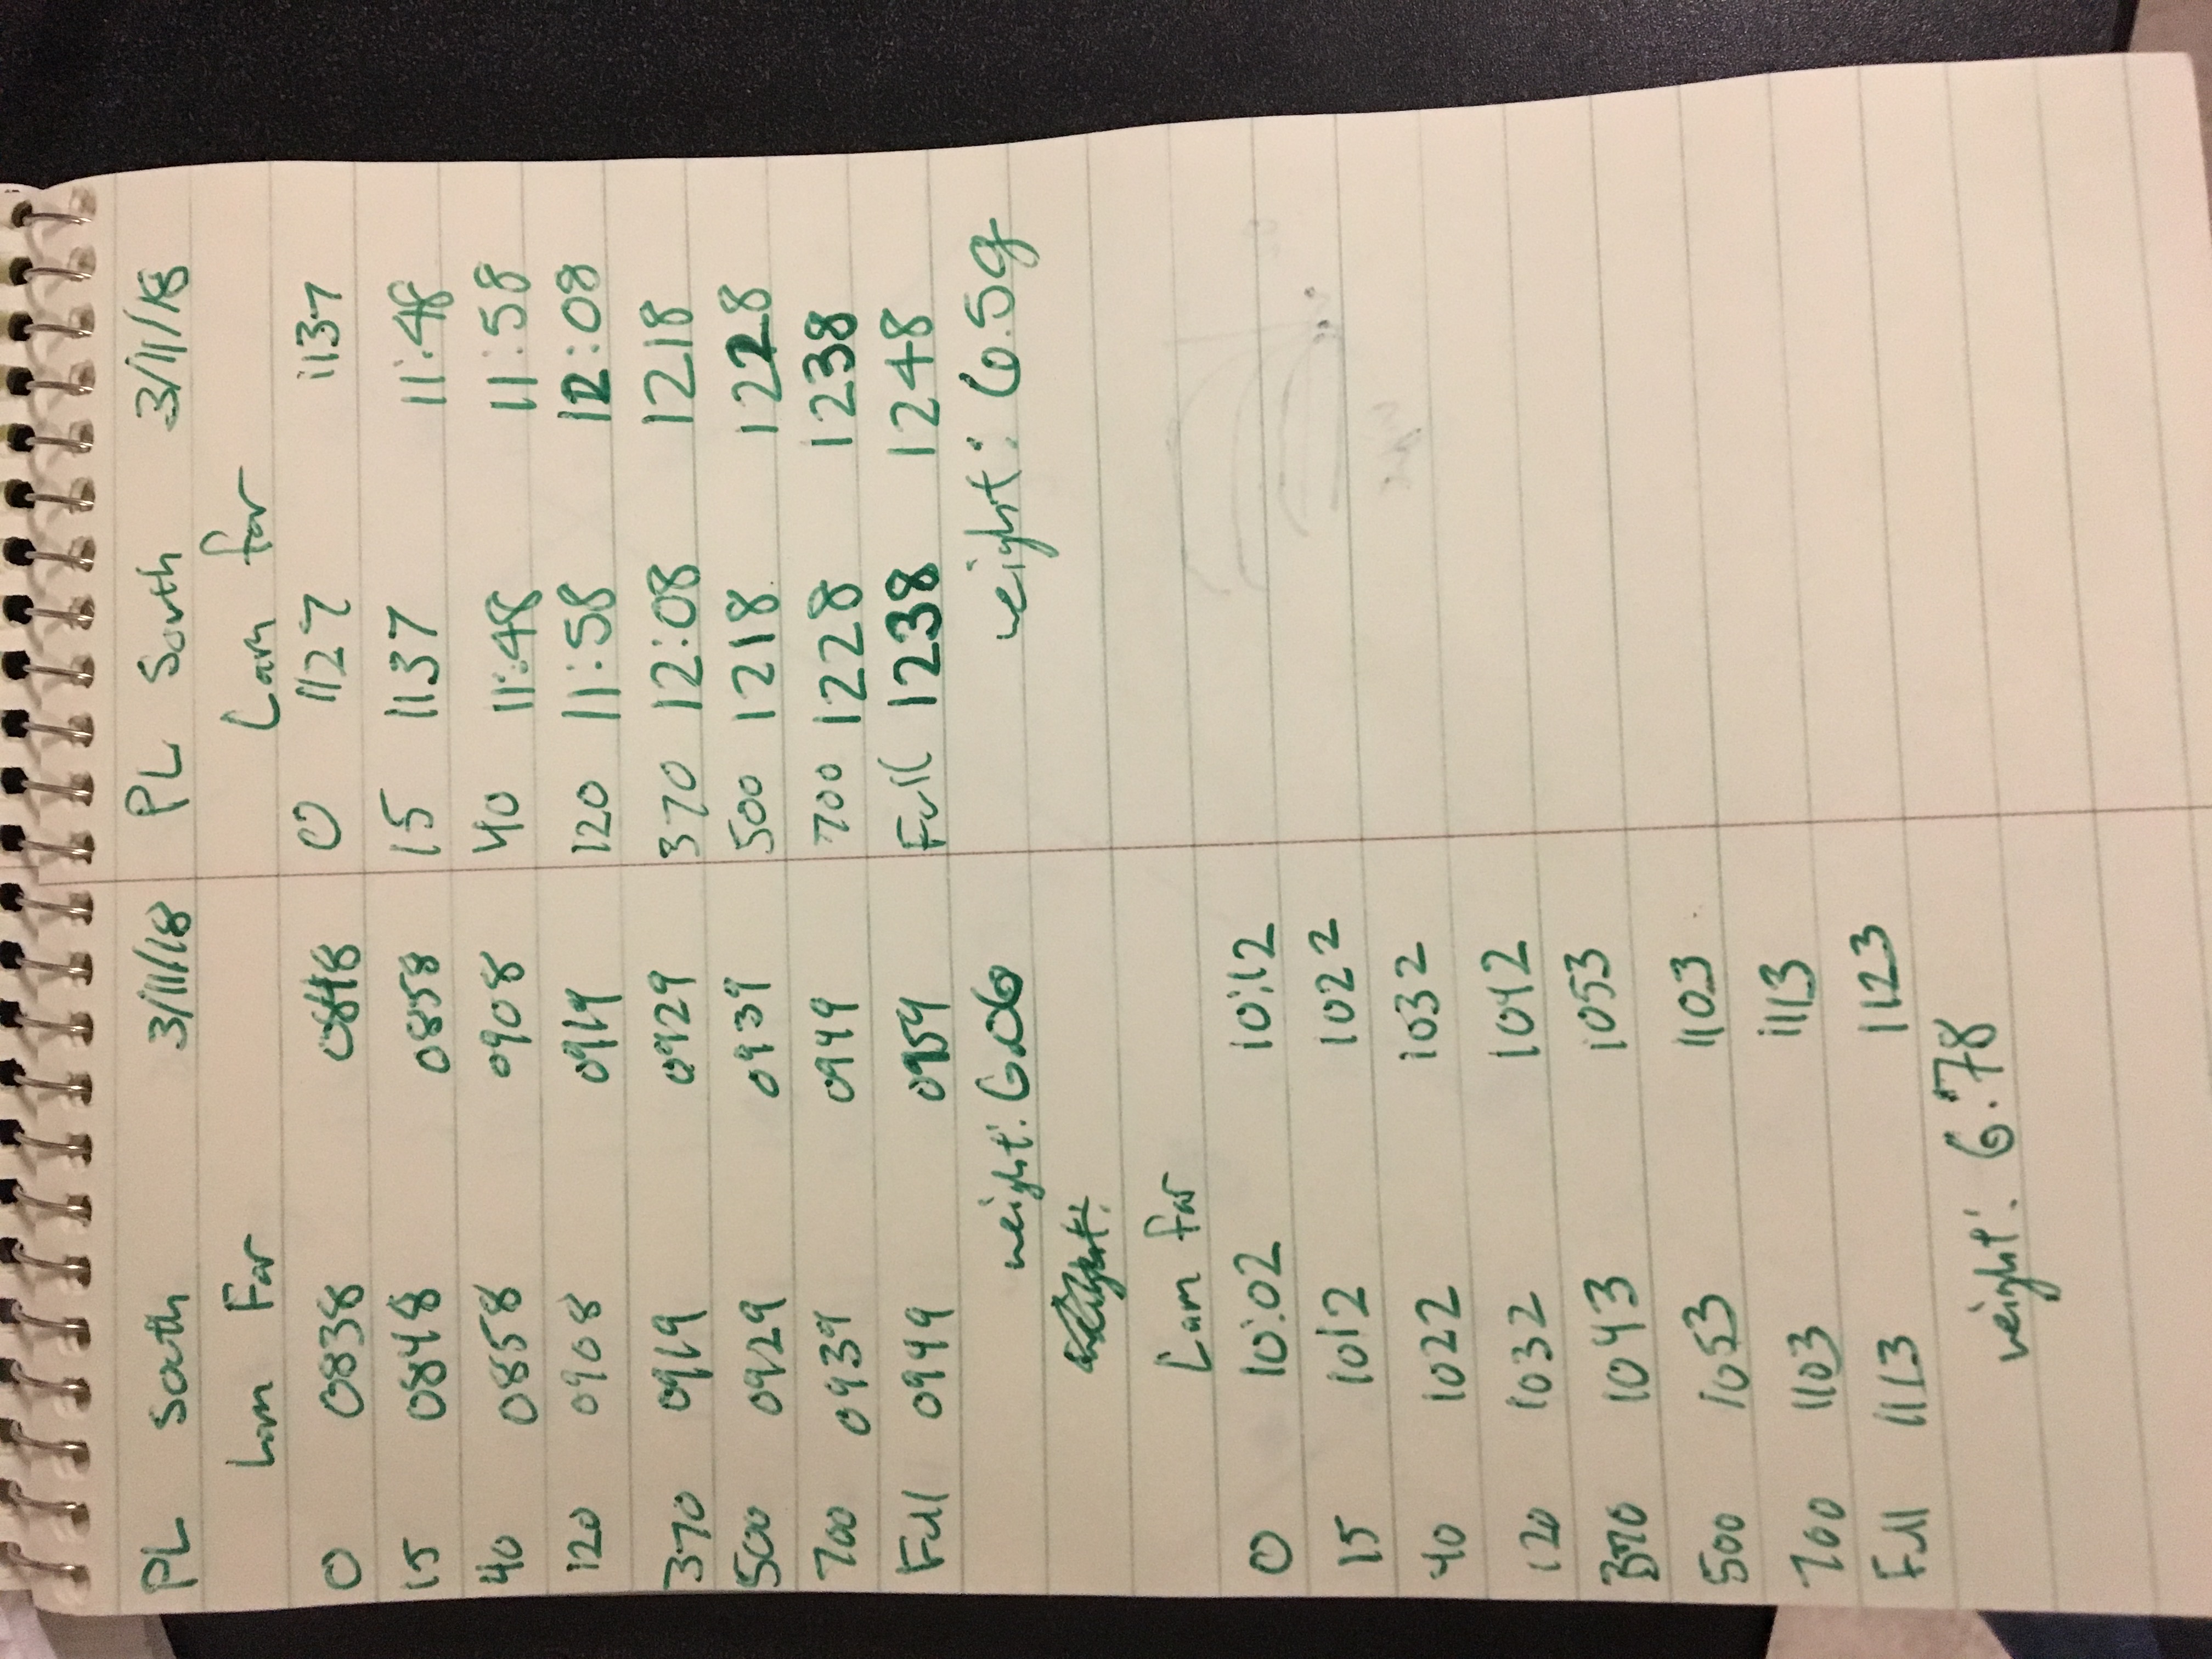 PL South 3/11/18
Lam Far
0 0838 0848
15 0848 0858
40 0858 0908
120 0908 0919
370 0919 0929
500 0929 0939
700 0939 0949
Full 0949 0959
weight: 6.06
weight:
Lam far
0 10:02 10:12
15 1012 1022
40 1022 1032
120 1032 1042
370 1043 1053
500 1053 1103
700 1103 1113
Full 1113 1123
weight: 6.78
PL South 3/11/18
Lam far
0 1127 1137
15 1137 11:48
40 11:48 11:58
120 11:58 12:08
370 12:08 1218
500 1218 1228
700 1228 1238
Full 1238 1248
weight: 6.5g